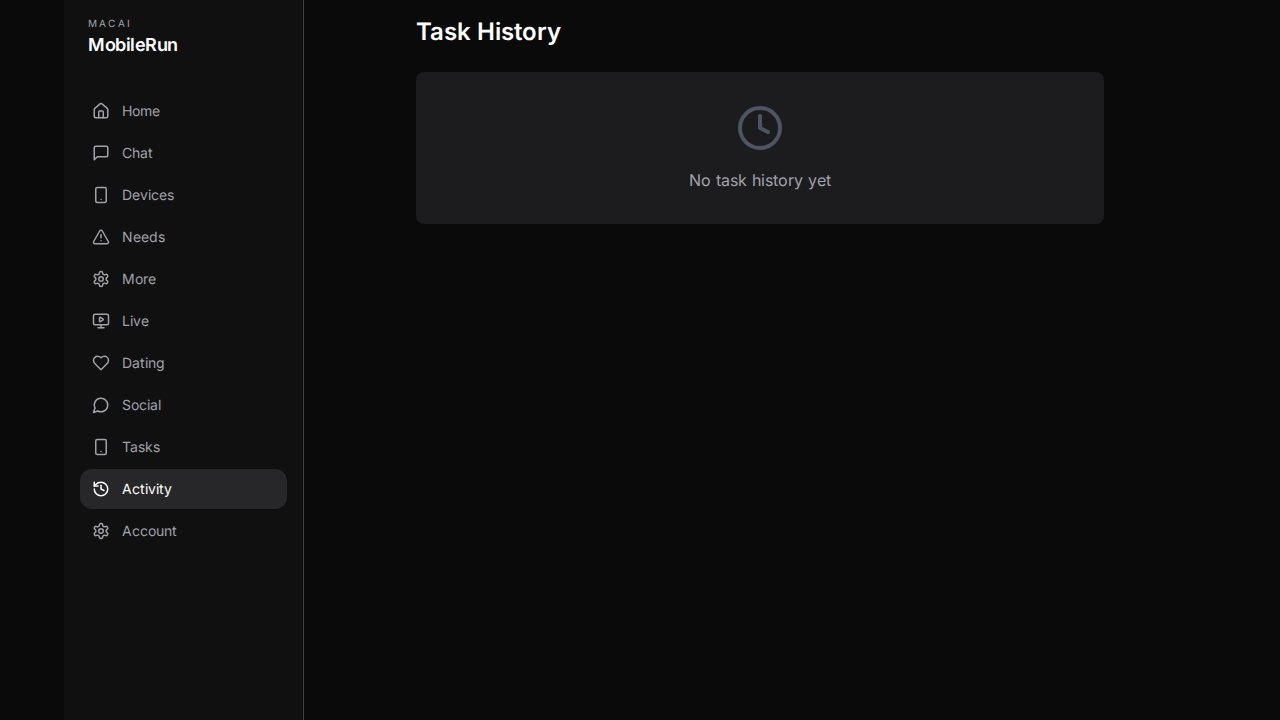 MACAI
MobileRun
Home
Chat
Devices
Needs
More
Live
Dating
Social
Tasks
Activity
Account
Task History
No task history yet